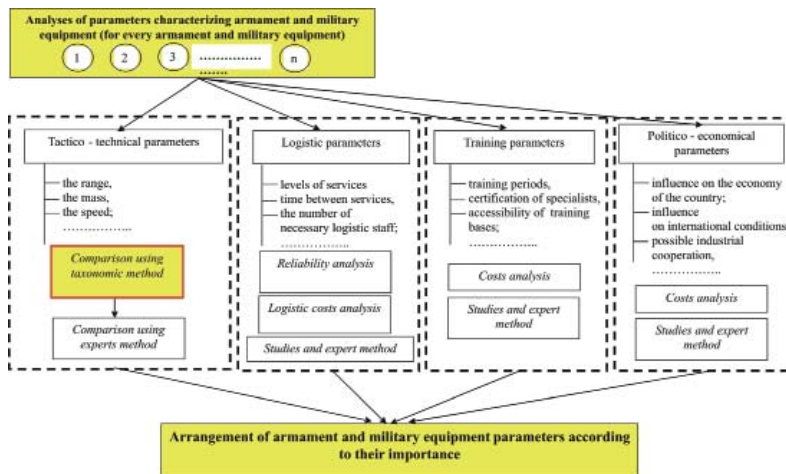 Analyses of parameters characterizing armament and military
equipment (for every armament and military equipment)
1 2 3 ................ n
.......
Tactico - technical parameters
the range,
the mass,
the speed;
……………...
Comparison using
taxonomic method
Comparison using
experts method
Logistic parameters
levels of services
time between services,
the number of
necessary logistic staff;
……………...
Reliability analysis
Logistic costs analysis
Studies and expert method
Training parameters
training periods,
certification of specialists,
accessibility of training
bases;
……………...
Costs analysis
Studies and expert
method
Politico - economical
parameters
influence on the economy
of the country;
influence
on international conditions
possible industrial
cooperation,
……………...
Costs analysis
Studies and expert
method
Arrangement of armament and military equipment parameters according
to their importance